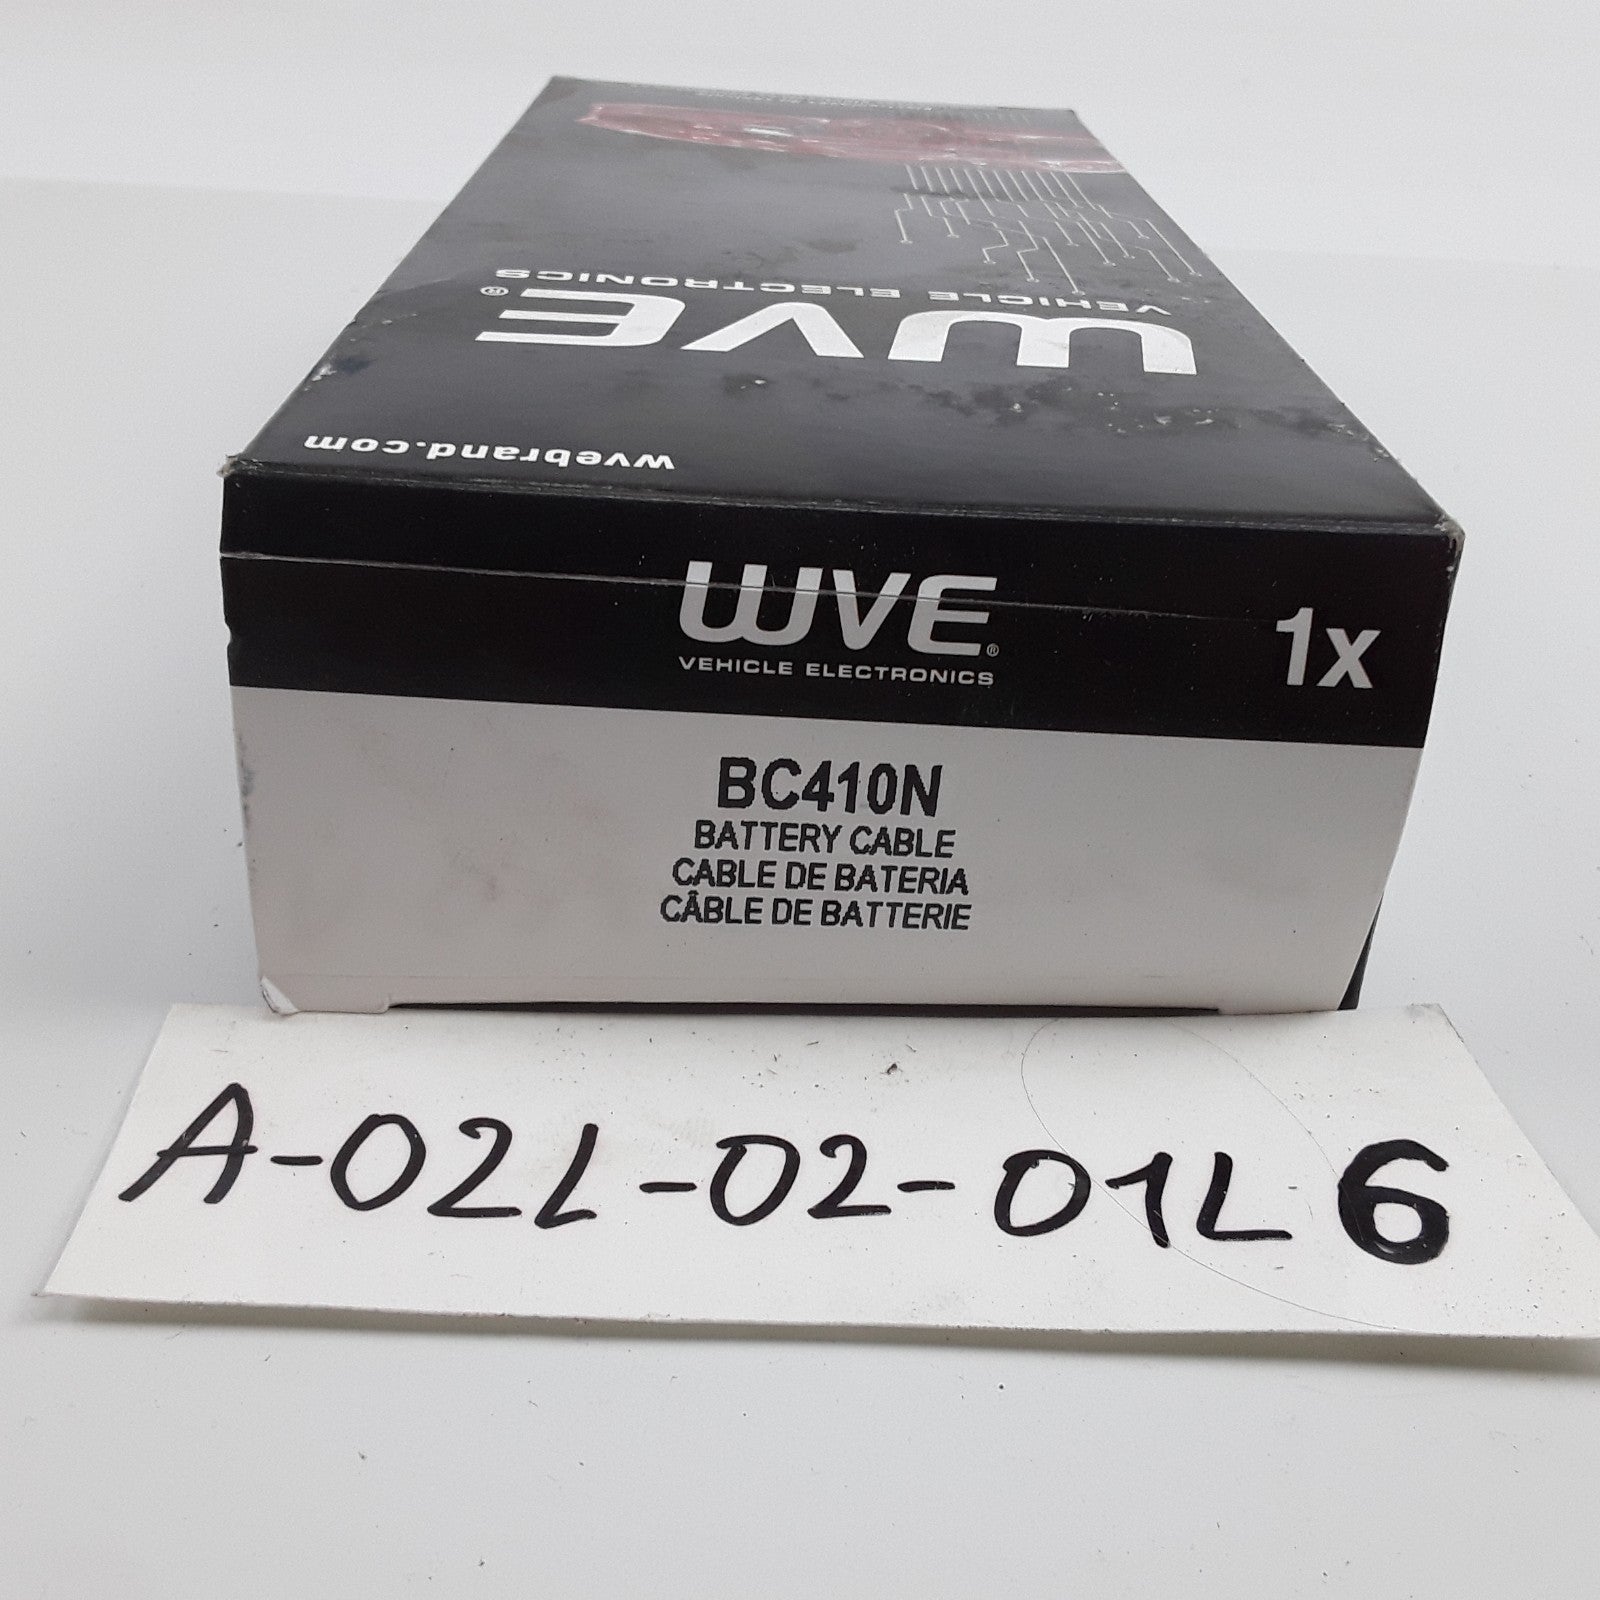 VEHICLE ELECTRONICS
WVE®
wvebrand.com
WVE®
VEHICLE ELECTRONICS
1x
BC410N
BATTERY CABLE
CABLE DE BATERIA
CÂBLE DE BATTERIE
A-02L-02-01L6